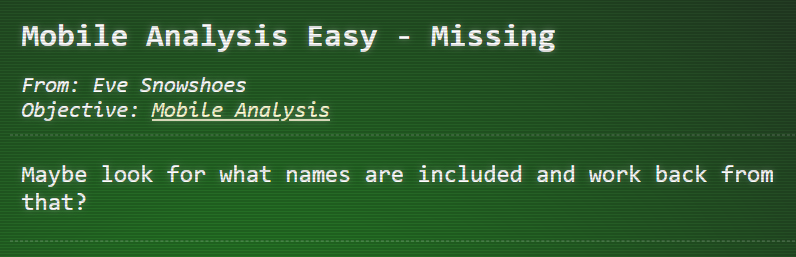 Mobile Analysis Easy - Missing
From: Eve Snowshoes
Objective: Mobile Analysis
Maybe look for what names are included and work back from
that?